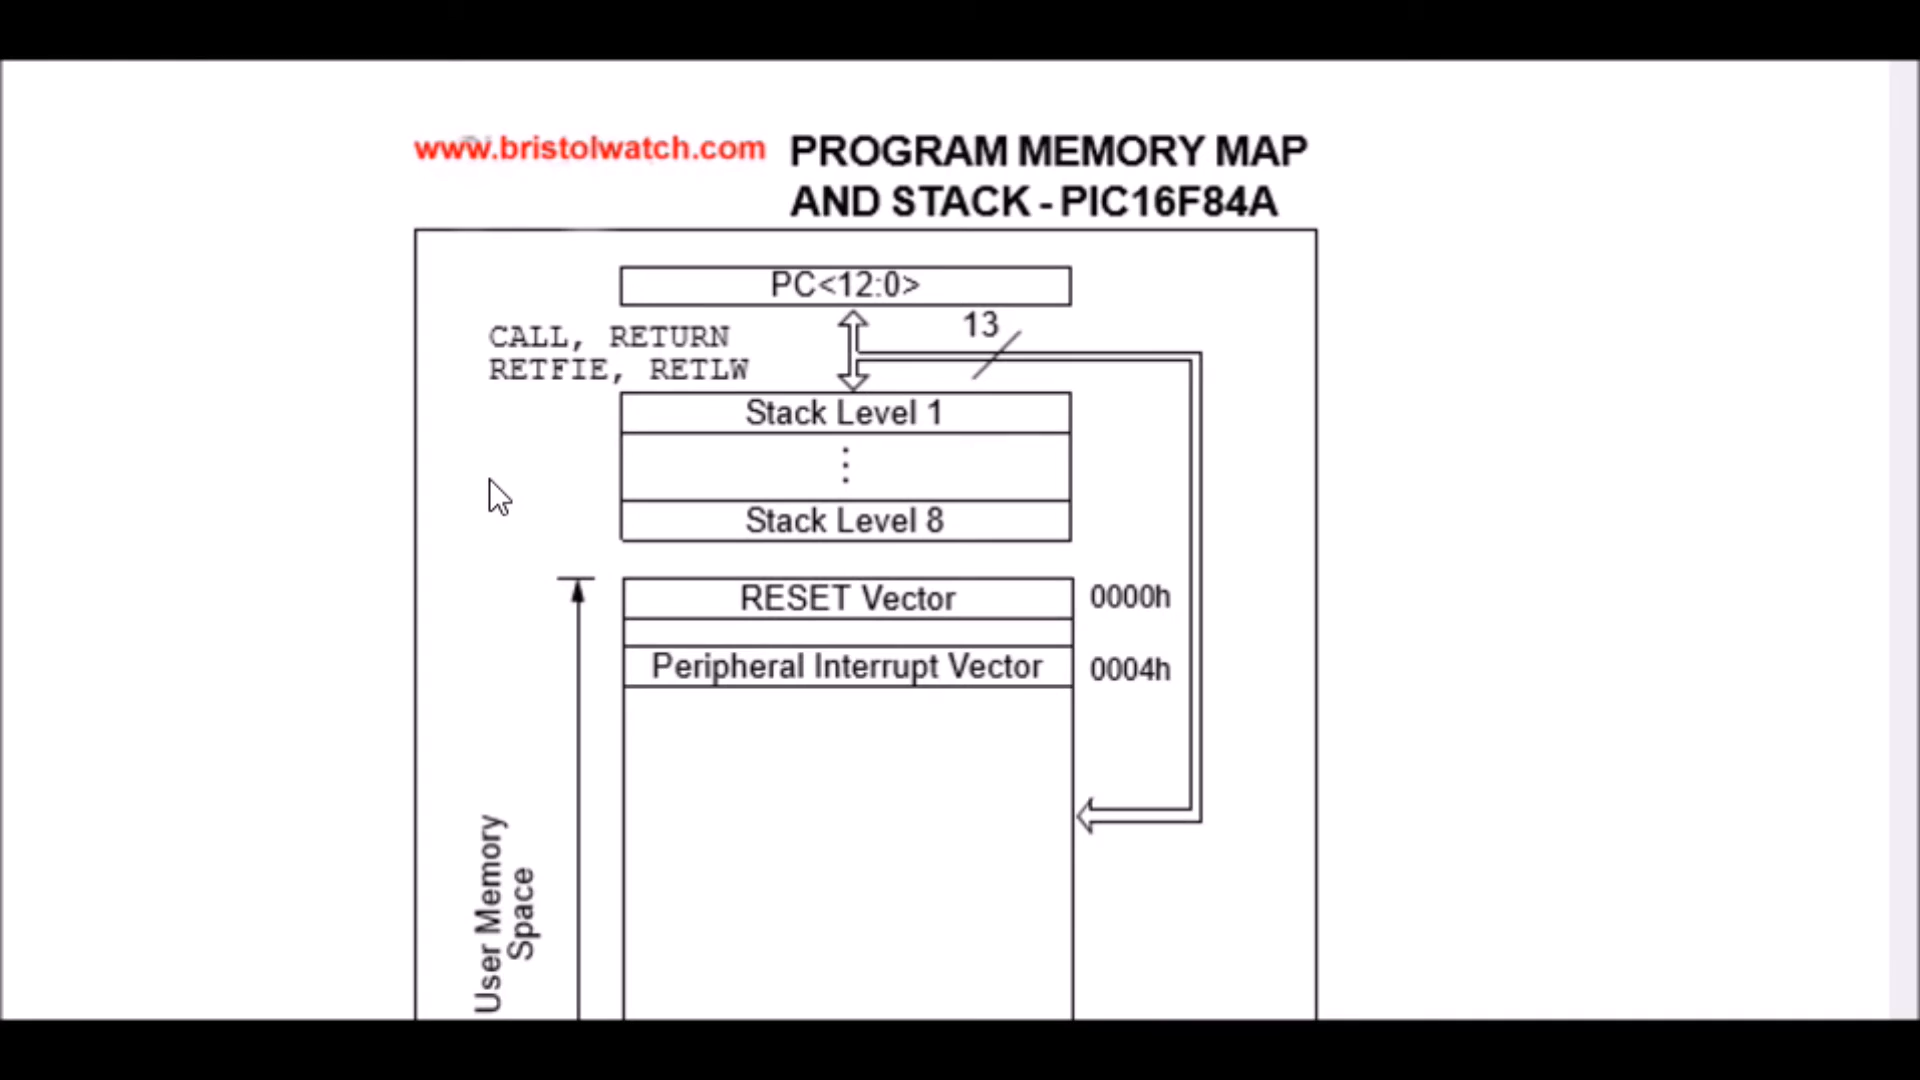 www.bristolwatch.com
PROGRAM MEMORY MAP
AND STACK - PIC16F84A
PC<12:0>
13
CALL, RETURN
RETFIE, RETLW
Stack Level 1
Stack Level 8
RESET Vector
0000h
Peripheral Interrupt Vector
0004h
User Memory
Space